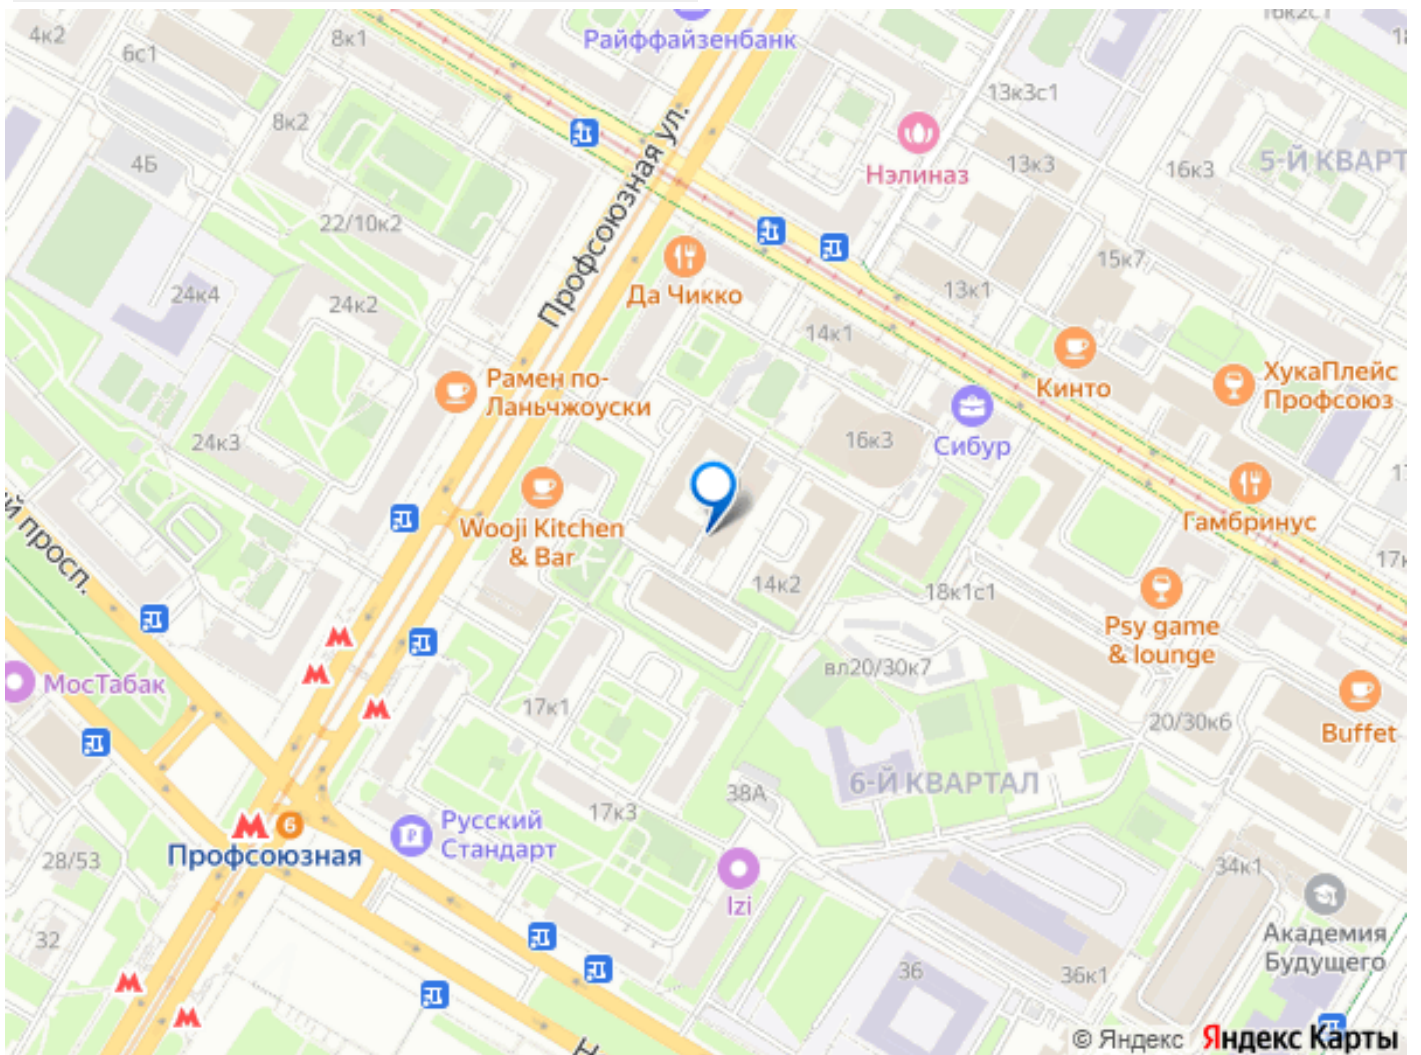 4к2
8к1
6с1
Райффайзенбанк
16к2с1
13к3с1
8к2
4Б
Профсоюзная ул.
Нэлиназ
13к3
16к3
5-Й КВАРТ
22/10к2
24к4
24к2
Да Чикко
14к1
13к1
15к7
Рамен по-
Ланьчжоуски
Кинто
ХукаПлейс
Профсоюз
24к3
16к3
Сибур
Гамбринус
й просп.
Wooji Kitchen
& Bar
14к2
18к1с1
Psy game
& lounge
МосТабак
вл20/30к7
17к1
20/30к6
Buffet
6-Й КВАРТАЛ
38А
17к3
6
Профсоюзная
Русский
Стандарт
28/53
34к1
Izi
Академия
Будущего
32
36
36к1
© Яндекс Яндекс Карты